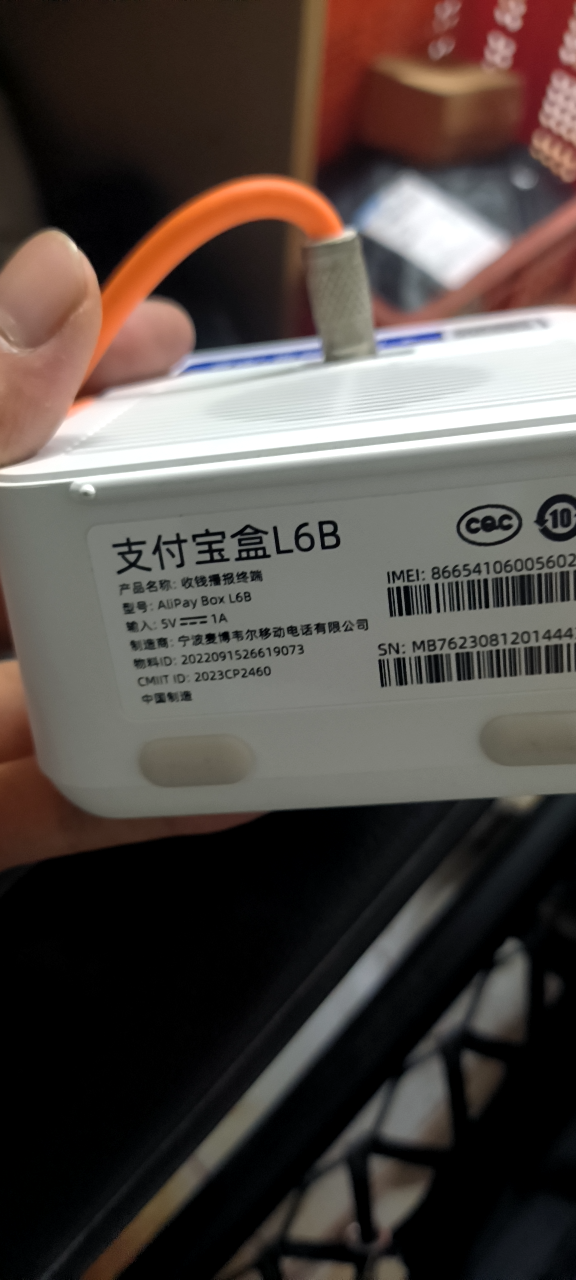 支付宝盒L6B
产品名称: 收钱播报终端
型号: AliPay Box L6B
输入: 5V⎓1A
制造商: 宁波麦博韦尔移动电话有限公司
物料ID: 2022091526619073
CMIIT ID: 2023CP2460
中国制造
CQC
10
IMEI: 86654106005602
SN: MB7623081201444